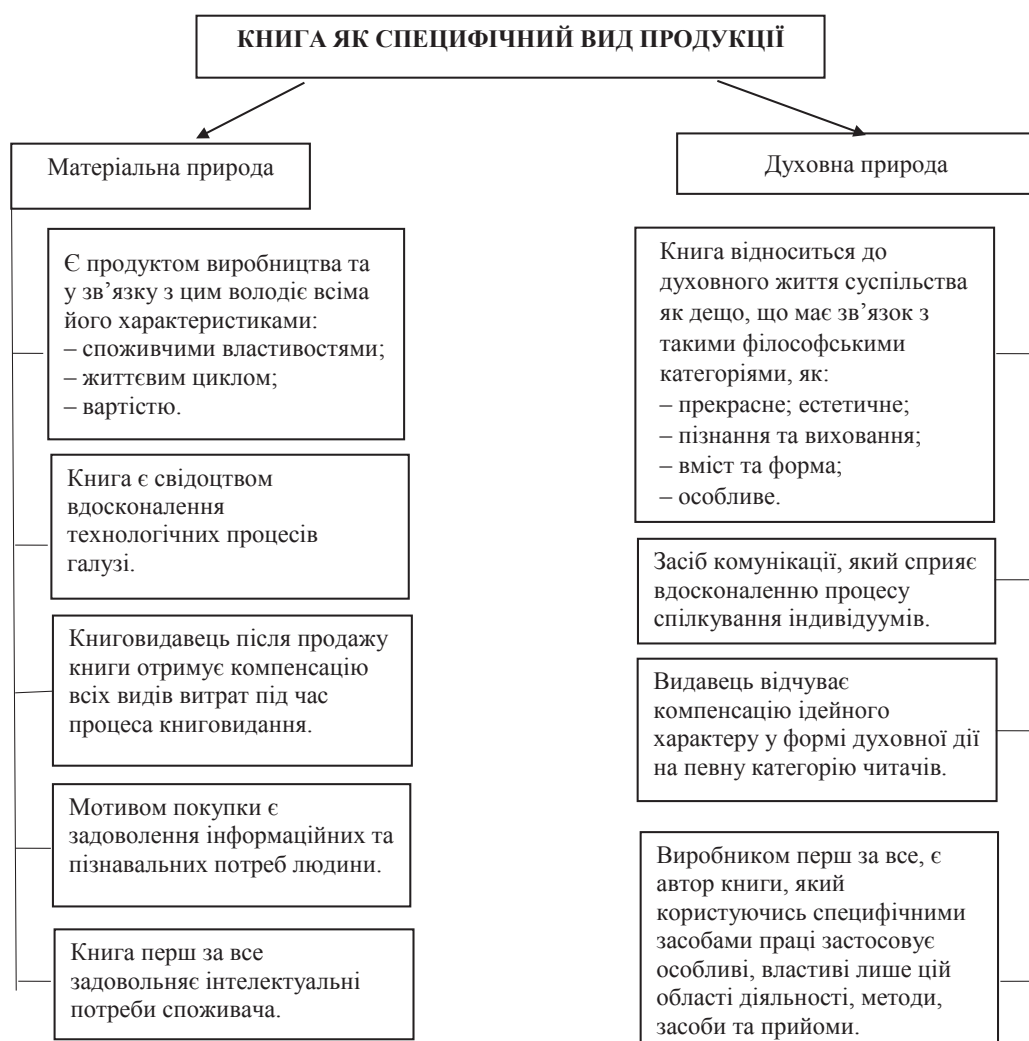 КНИГА ЯК СПЕЦИФІЧНИЙ ВИД ПРОДУКЦІЇ
Матеріальна природа
Є продуктом виробництва та
у зв’язку з цим володіє всіма
його характеристиками:
– споживчими властивостями;
– життєвим циклом;
– вартістю.
Книга є свідоцтвом
вдосконалення
технологічних процесів
галузі.
Книговидавець після продажу
книги отримує компенсацію
всіх видів витрат під час
процеса книговидання.
Мотивом покупки є
задоволення інформаційних та
пізнавальних потреб людини.
Книга перш за все
задовольняє інтелектуальні
потреби споживача.
Духовна природа
Книга відноситься до
духовного життя суспільства
як дещо, що має зв’язок з
такими філософськими
категоріями, як:
– прекрасне; естетичне;
– пізнання та виховання;
– вміст та форма;
– особливе.
Засіб комунікації, який сприяє
вдосконаленню процесу
спілкування індивідуумів.
Видавець відчуває
компенсацію ідейного
характеру у формі духовної дії
на певну категорію читачів.
Виробником перш за все, є
автор книги, який
користуючись специфічними
засобами праці застосовує
особливі, властиві лише цій
області діяльності, методи,
засоби та прийоми.